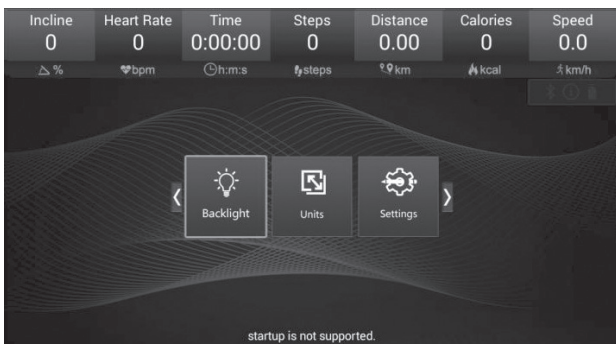 Incline Heart Rate Time Steps Distance Calories Speed
0 0 0:00:00 0 0.00 0 0.0
% bpm h:m:s steps km kcal km/h
Backlight Units Settings
startup is not supported.